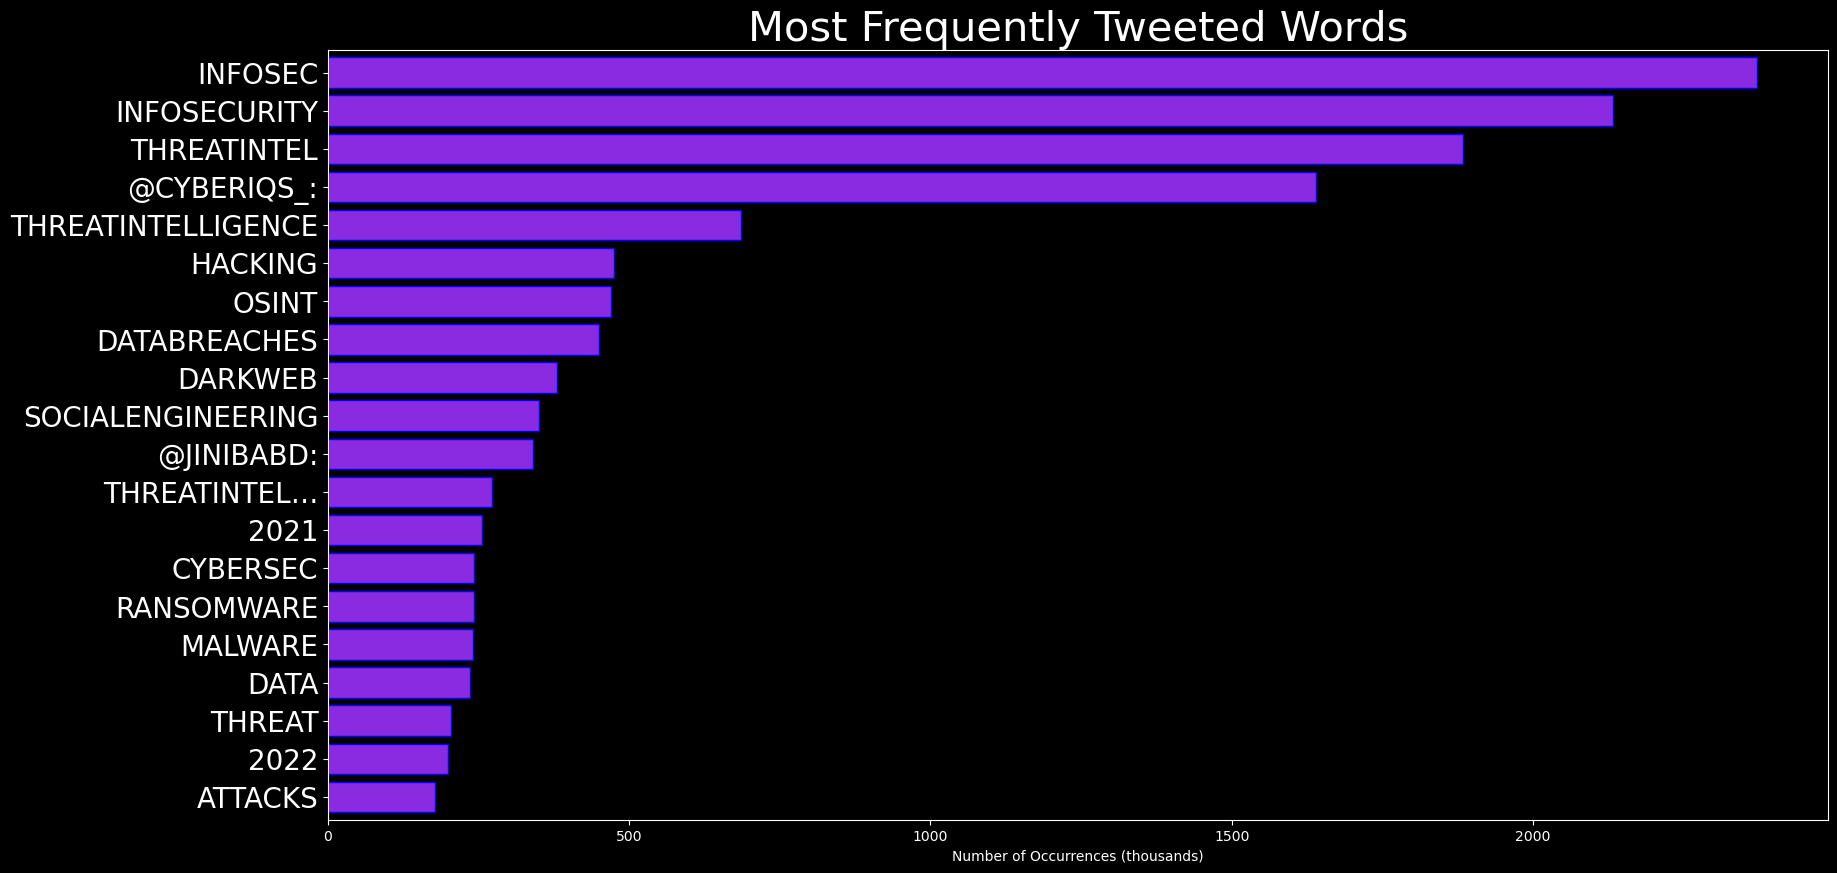 Most Frequently Tweeted Words
INFOSEC
INFOSECURITY
THREATINTEL
@CYBERIQS_:
THREATINTELLIGENCE
HACKING
OSINT
DATABREACHES
DARKWEB
SOCIALENGINEERING
@JINIBABD:
THREATINTEL…
2021
CYBERSEC
RANSOMWARE
MALWARE
DATA
THREAT
2022
ATTACKS
0 500 1000 1500 2000
Number of Occurrences (thousands)